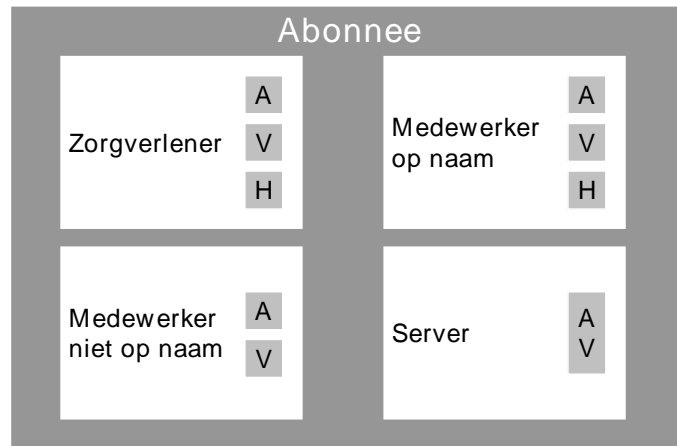 Abonnee
Zorgverlener
A
V
H
Medewerker
op naam
A
V
H
Medewerker
niet op naam
A
V
Server
A
V